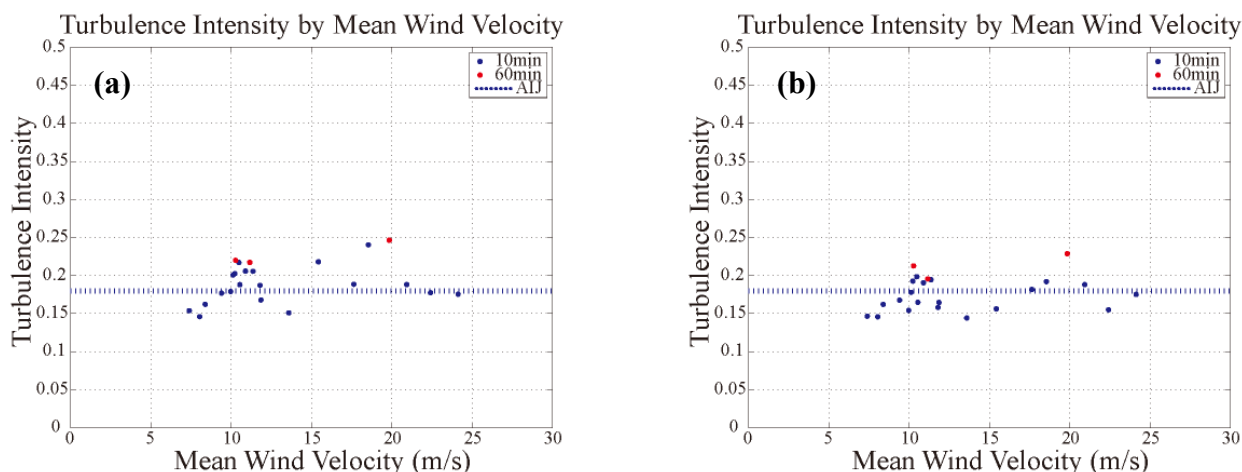 Turbulence Intensity by Mean Wind Velocity
(a)
10min
60min
AIJ
0.5
0.45
0.4
0.35
0.3
0.25
0.2
0.15
0.1
0.05
0
Turbulence Intensity
0 5 10 15 20 25 30
Mean Wind Velocity (m/s)
Turbulence Intensity by Mean Wind Velocity
(b)
10min
60min
AIJ
0.5
0.45
0.4
0.35
0.3
0.25
0.2
0.15
0.1
0.05
0
Turbulence Intensity
0 5 10 15 20 25 30
Mean Wind Velocity (m/s)